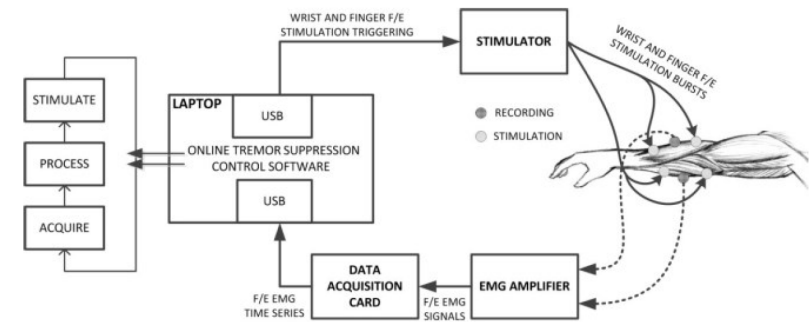 WRIST AND FINGER F/E
STIMULATION TRIGGERING
STIMULATOR
WRIST AND FINGER F/E
STIMULATION BURSTS
STIMULATE
PROCESS
ACQUIRE
LAPTOP
USB
ONLINE TREMOR SUPPRESSION
CONTROL SOFTWARE
USB
RECORDING
STIMULATION
F/E EMG
TIME SERIES
DATA
ACQUISITION
CARD
F/E EMG
SIGNALS
EMG AMPLIFIER